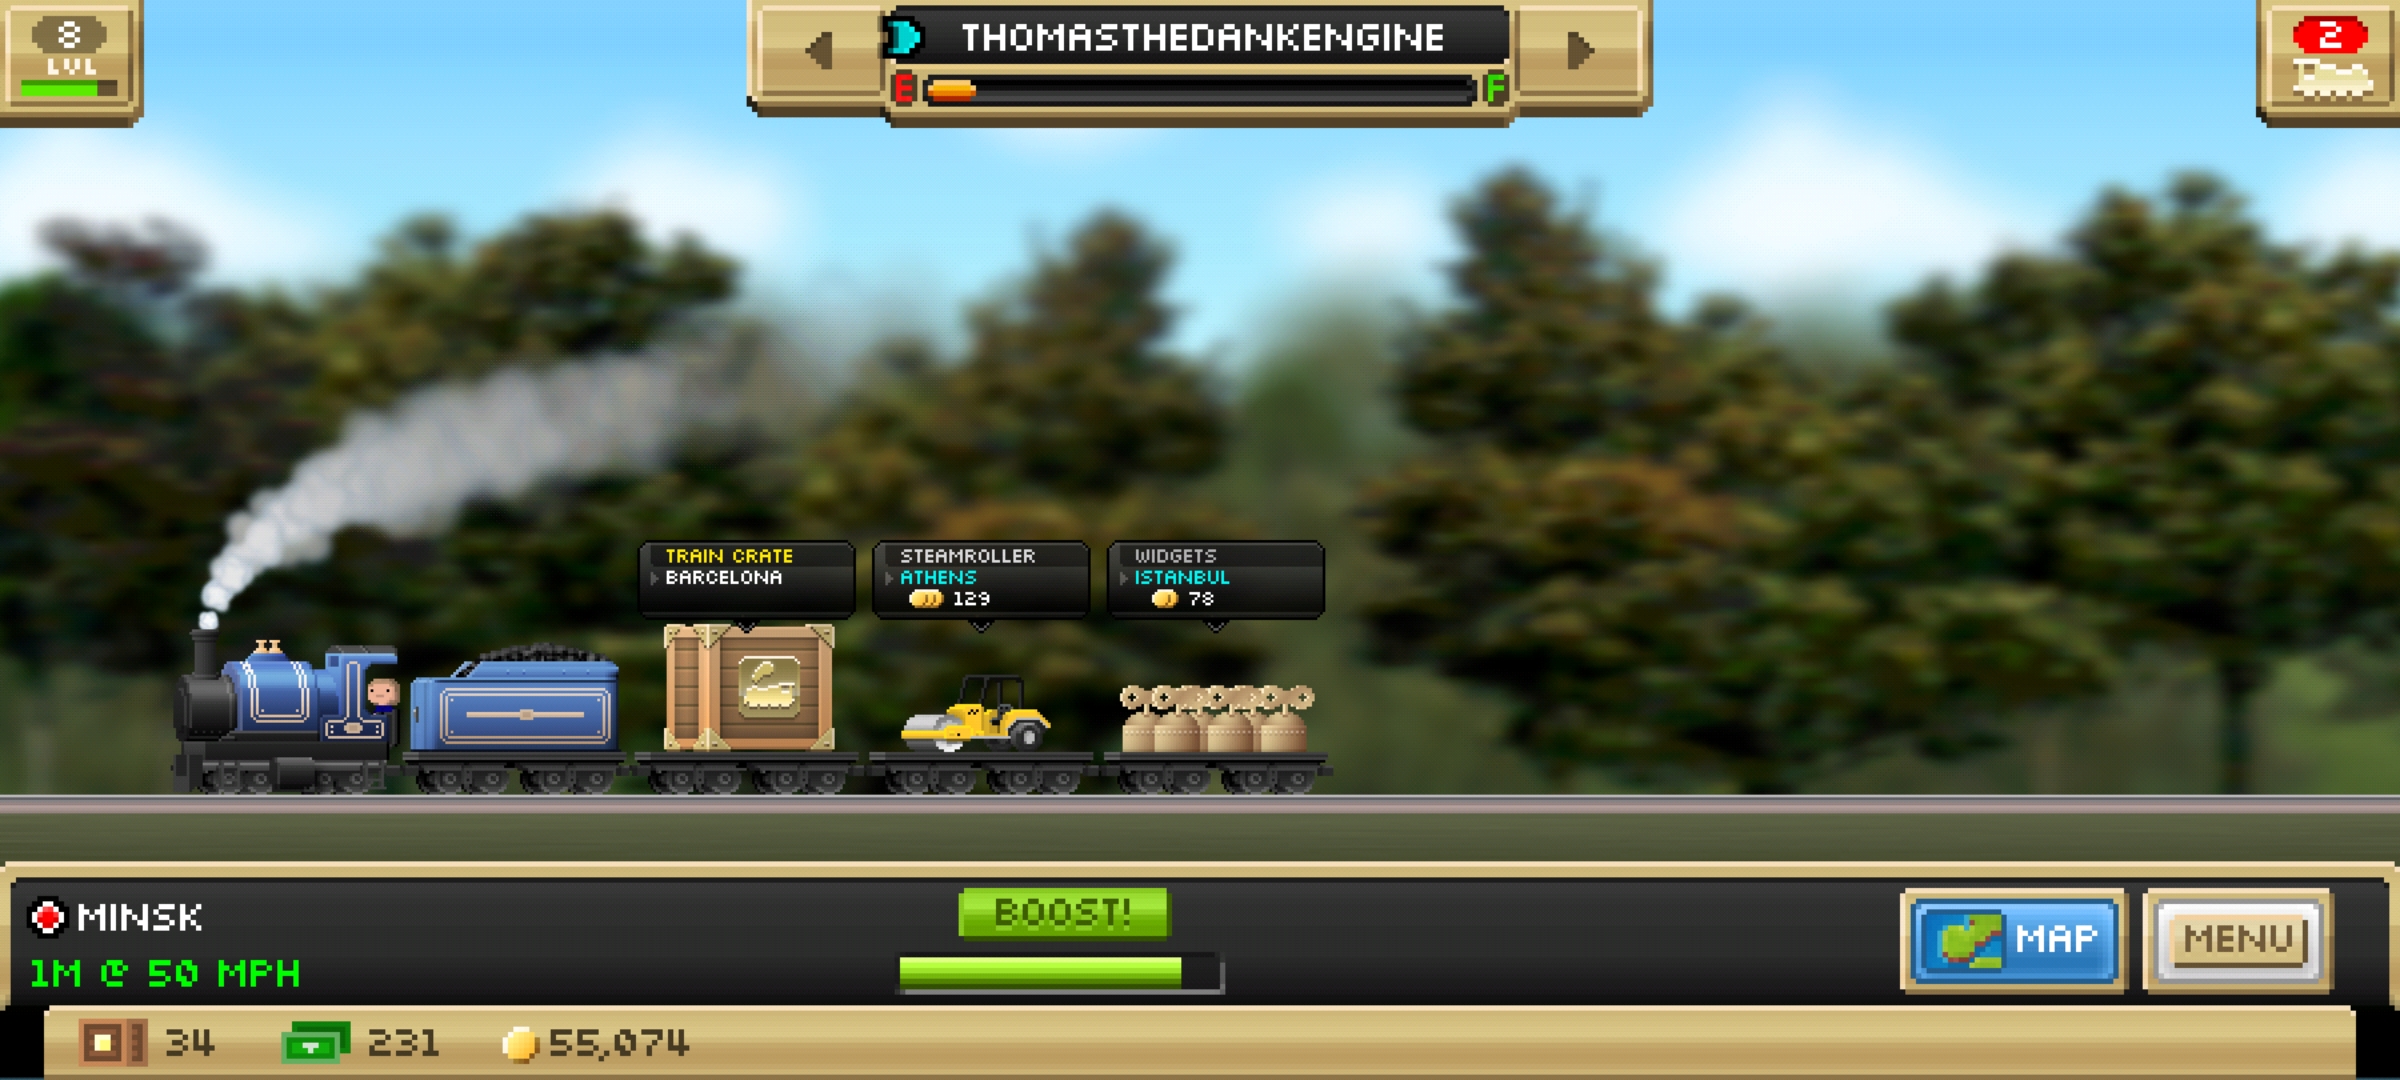 8
LVL
THOMASTHEDANKENGINE
E F
2
TRAIN CRATE
BARCELONA
STEAMROLLER
ATHENS
129
WIDGETS
ISTANBUL
78
MINSK
1M @ 50 MPH
BOOST!
MAP
MENU
34
231
55,074